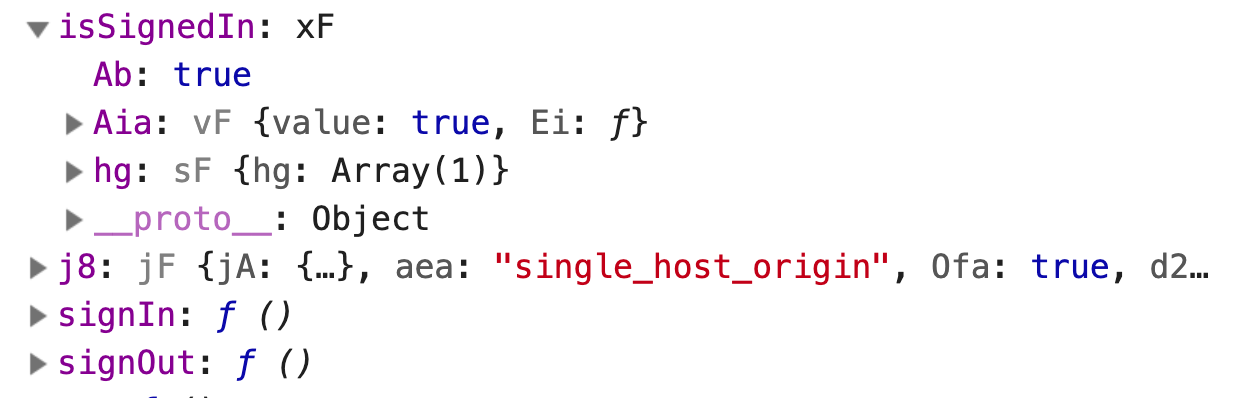 isSignedIn: xF
Ab: true
Aia: vF {value: true, Ei: ƒ}
hg: sF {hg: Array(1)}
__proto__: Object
j8: jF {jA: {…}, aea: "single_host_origin", Ofa: true, d2…
signIn: ƒ ()
signOut: ƒ ()